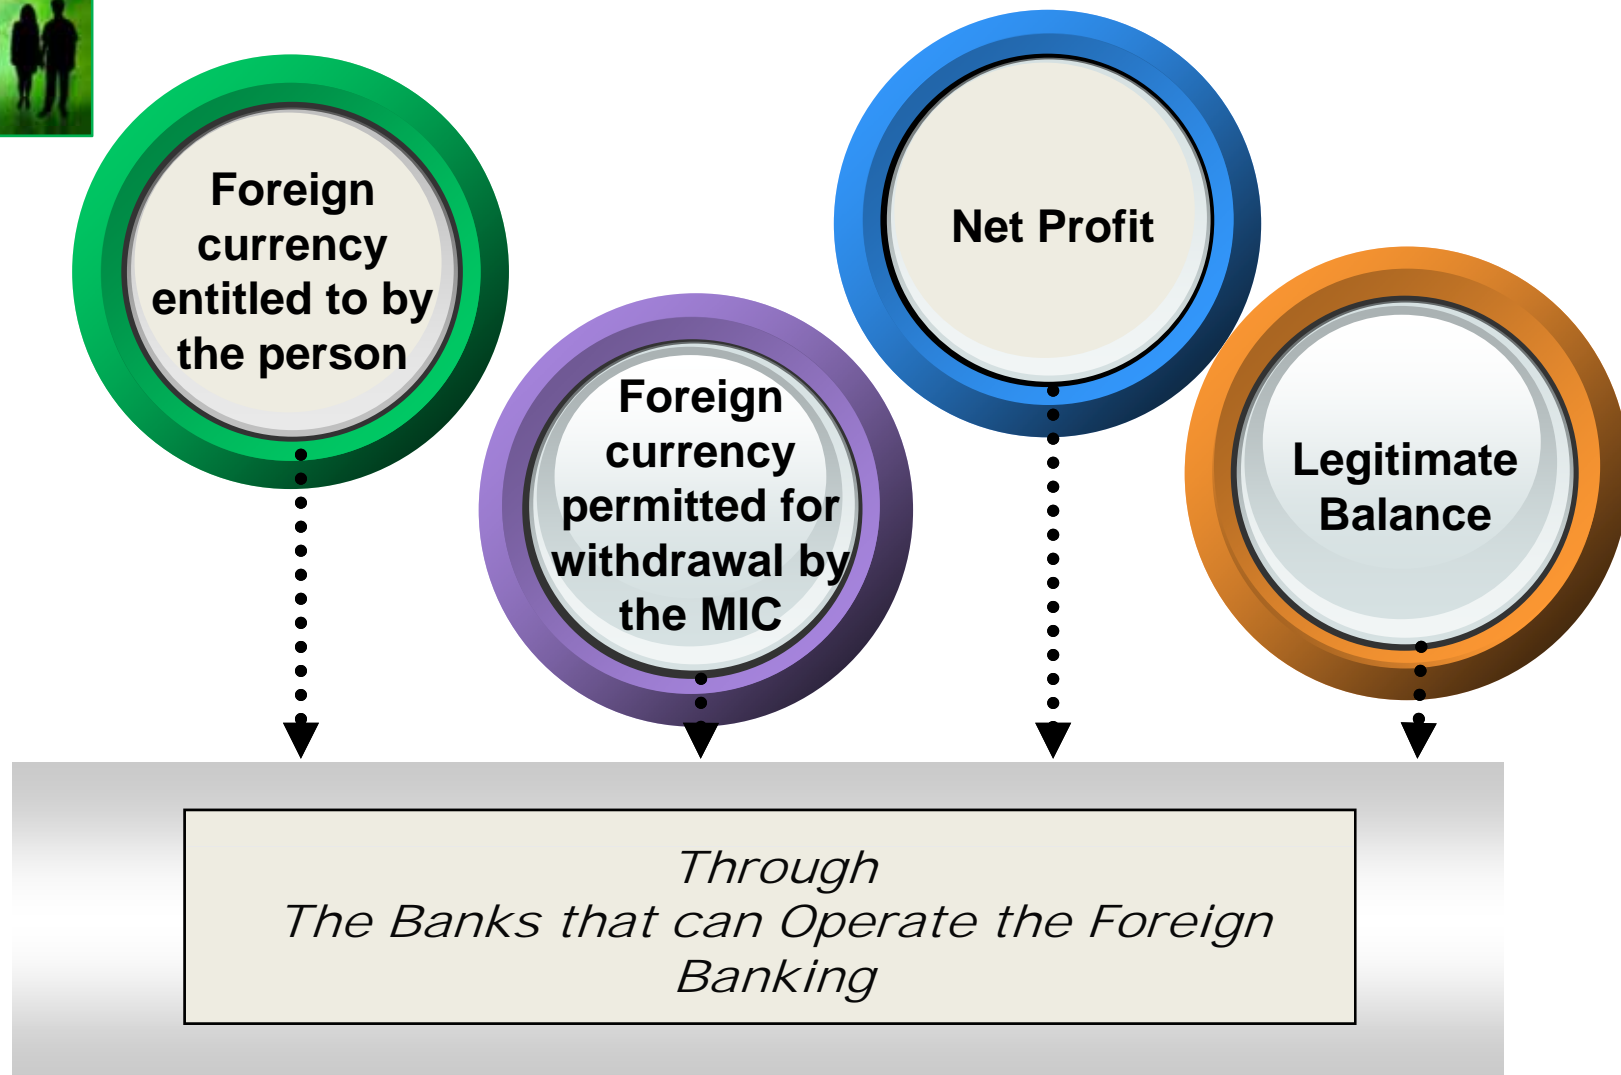 Foreign
currency
entitled to by
the person
Foreign
currency
permitted for
withdrawal by
the MIC
Net Profit
Legitimate
Balance
Through
The Banks that can Operate the Foreign
Banking